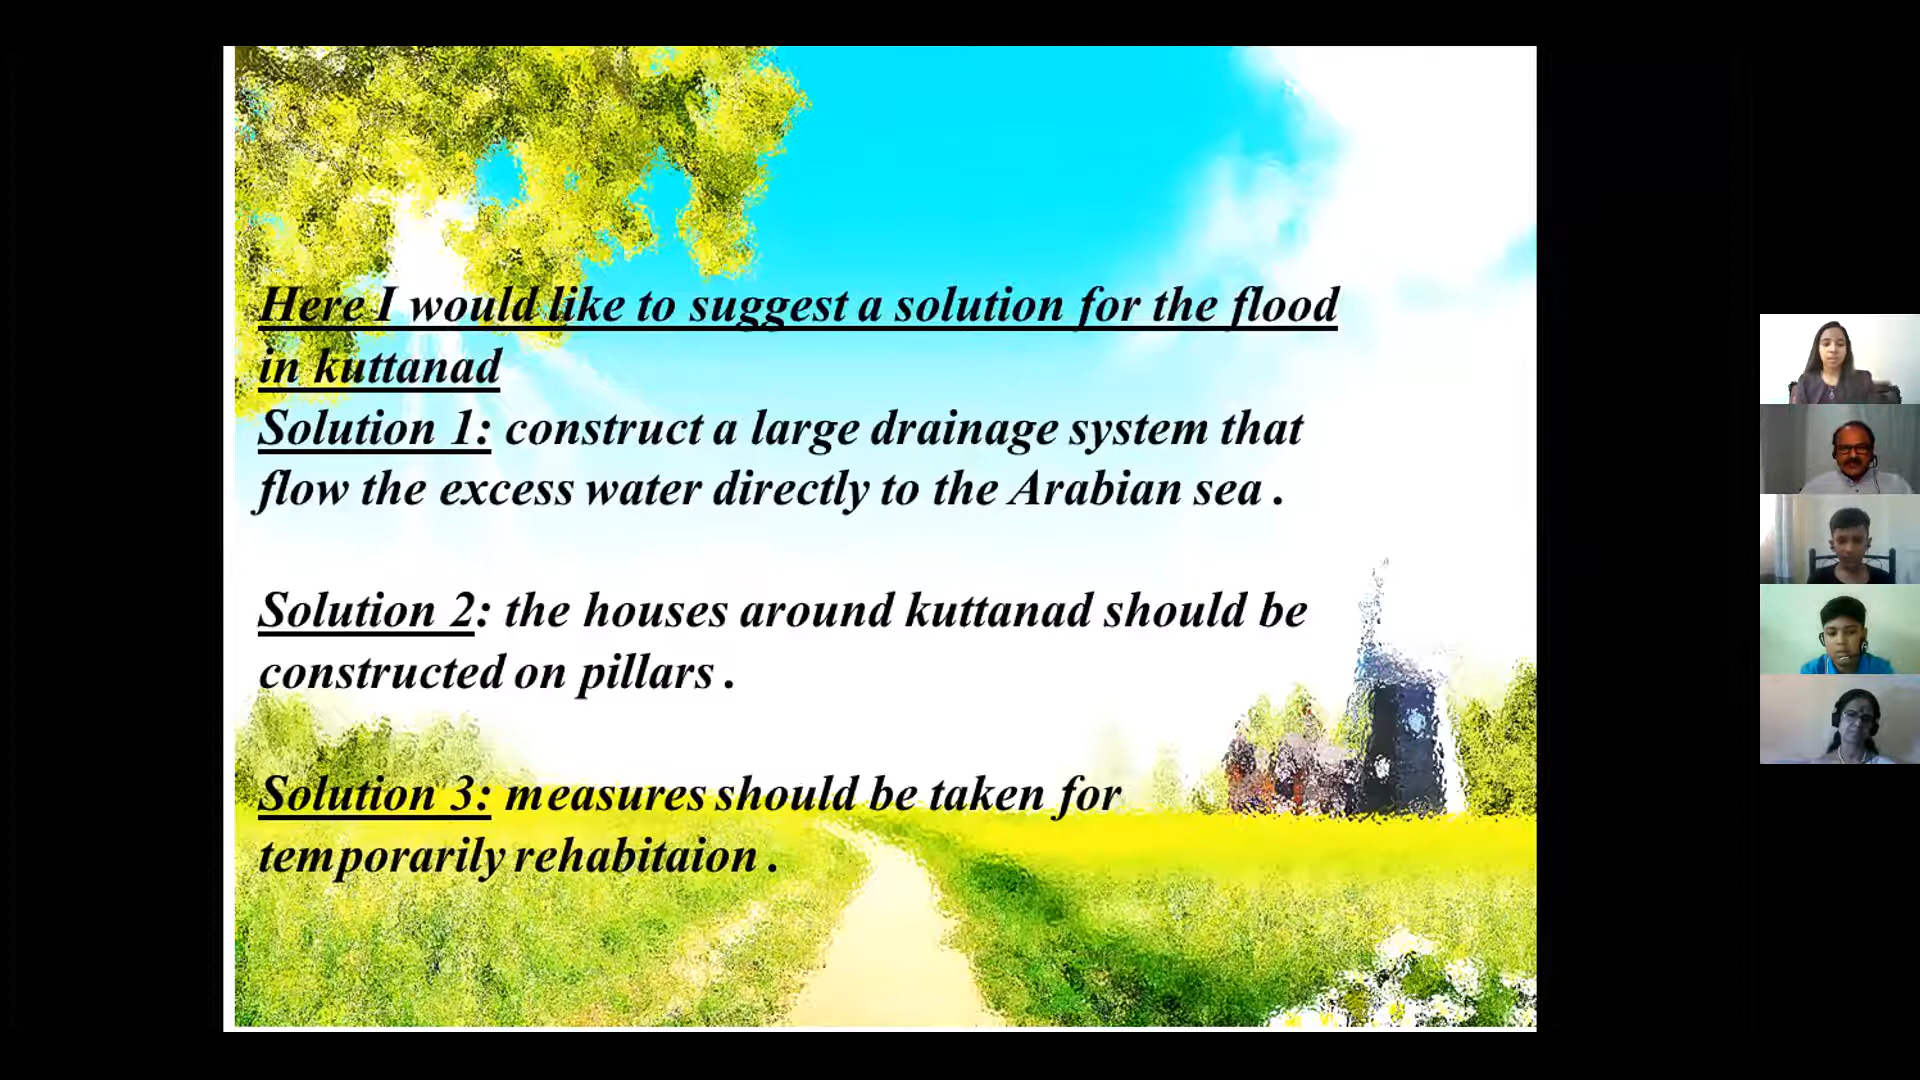 Here I would like to suggest a solution for the flood
in kuttanad
Solution 1: construct a large drainage system that
flow the excess water directly to the Arabian sea .
Solution 2: the houses around kuttanad should be
constructed on pillars .
Solution 3: measures should be taken for
temporarily rehabitaion .